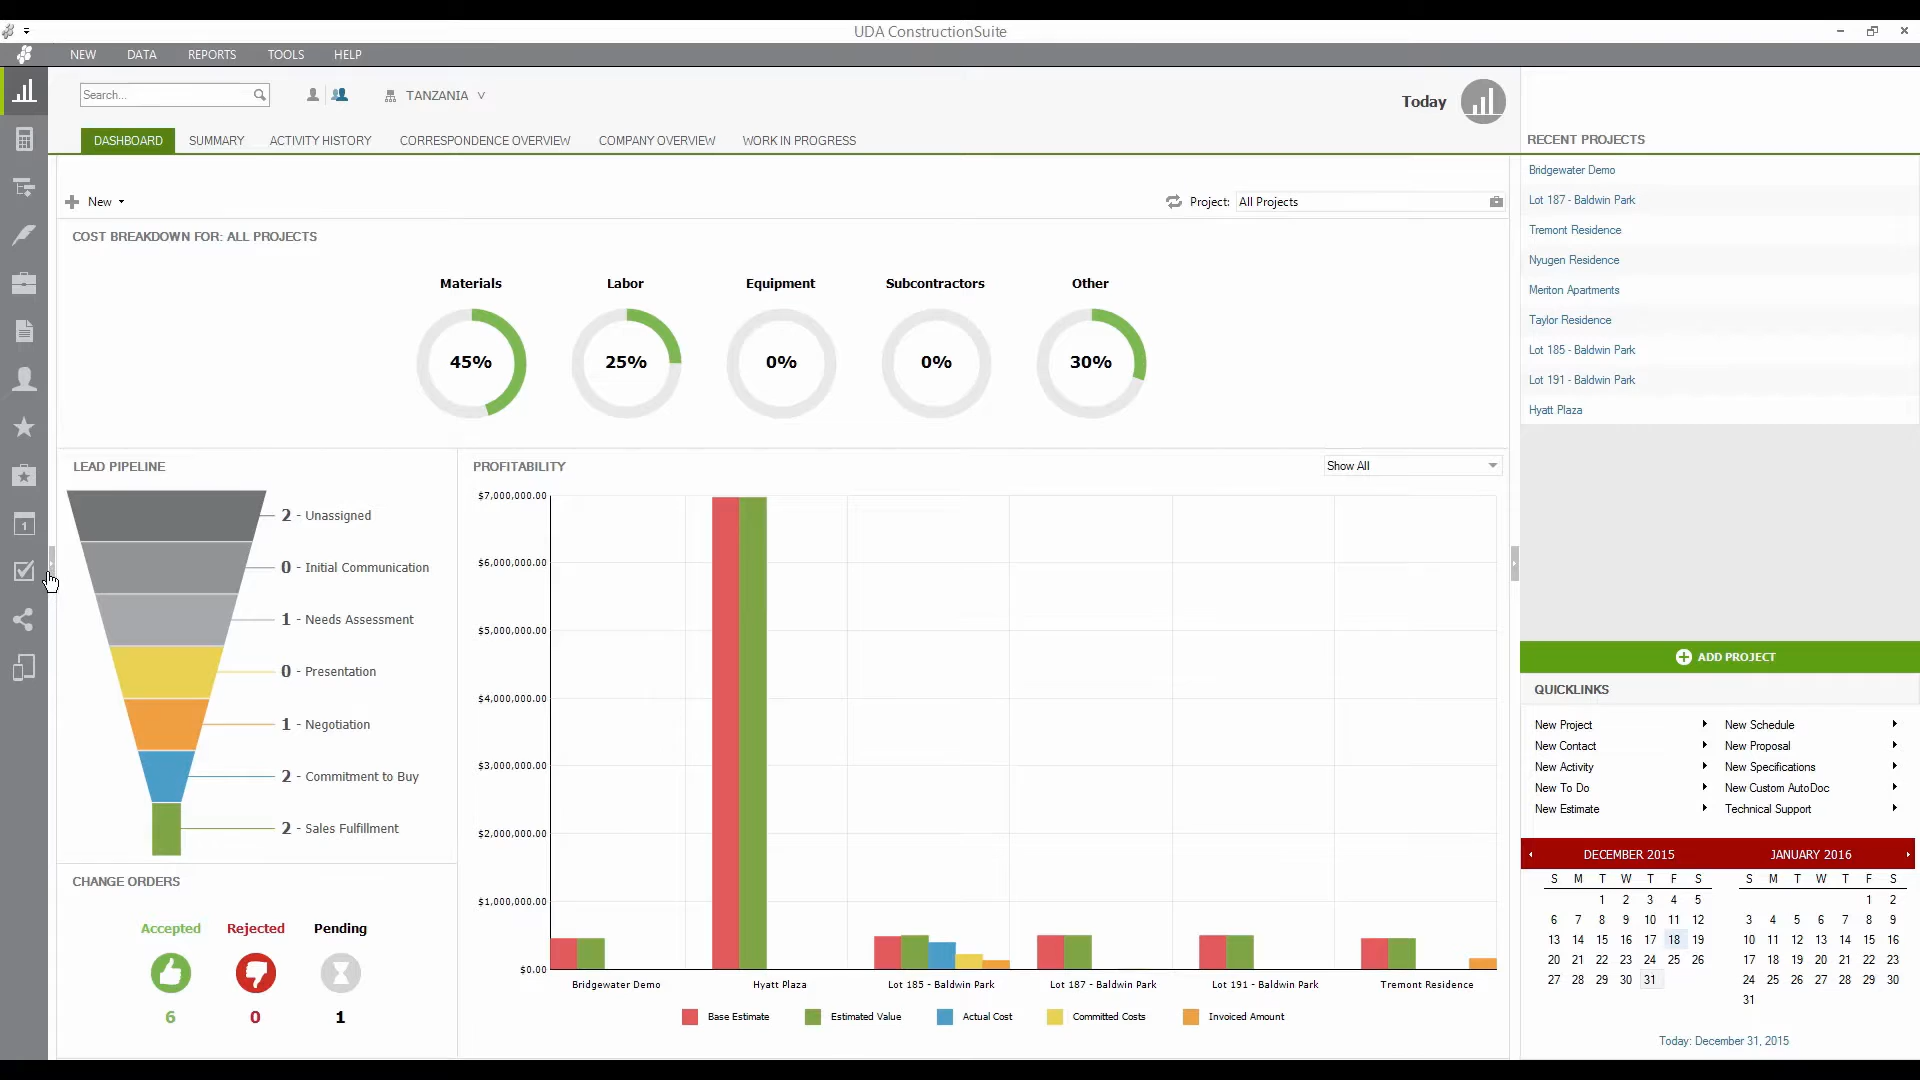 UDA ConstructionSuite
NEW DATA REPORTS TOOLS HELP
Search...
TANZANIA
Today
DASHBOARD SUMMARY ACTIVITY HISTORY CORRESPONDENCE OVERVIEW COMPANY OVERVIEW WORK IN PROGRESS
New
Project: All Projects
COST BREAKDOWN FOR: ALL PROJECTS
Materials Labor Equipment Subcontractors Other
45% 25% 0% 0% 30%
LEAD PIPELINE
2 - Unassigned
0 - Initial Communication
1 - Needs Assessment
0 - Presentation
1 - Negotiation
2 - Commitment to Buy
2 - Sales Fulfillment
CHANGE ORDERS
Accepted Rejected Pending
6 0 1
PROFITABILITY
Show All
$7,000,000.00
$6,000,000.00
$5,000,000.00
$4,000,000.00
$3,000,000.00
$2,000,000.00
$1,000,000.00
$0.00
Bridgewater Demo Hyatt Plaza Lot 185 - Baldwin Park Lot 187 - Baldwin Park Lot 191 - Baldwin Park Tremont Residence
Base Estimate Estimated Value Actual Cost Committed Costs Invoiced Amount
RECENT PROJECTS
Bridgewater Demo
Lot 187 - Baldwin Park
Tremont Residence
Nyugen Residence
Meriton Apartments
Taylor Residence
Lot 185 - Baldwin Park
Lot 191 - Baldwin Park
Hyatt Plaza
ADD PROJECT
QUICKLINKS
New Project New Schedule
New Contact New Proposal
New Activity New Specifications
New To Do New Custom AutoDoc
New Estimate Technical Support
DECEMBER 2015
S M T W T F S
1 2 3 4 5
6 7 8 9 10 11 12
13 14 15 16 17 18 19
20 21 22 23 24 25 26
27 28 29 30 31
JANUARY 2016
S M T W T F S
1 2
3 4 5 6 7 8 9
10 11 12 13 14 15 16
17 18 19 20 21 22 23
24 25 26 27 28 29 30
31
Today: December 31, 2015